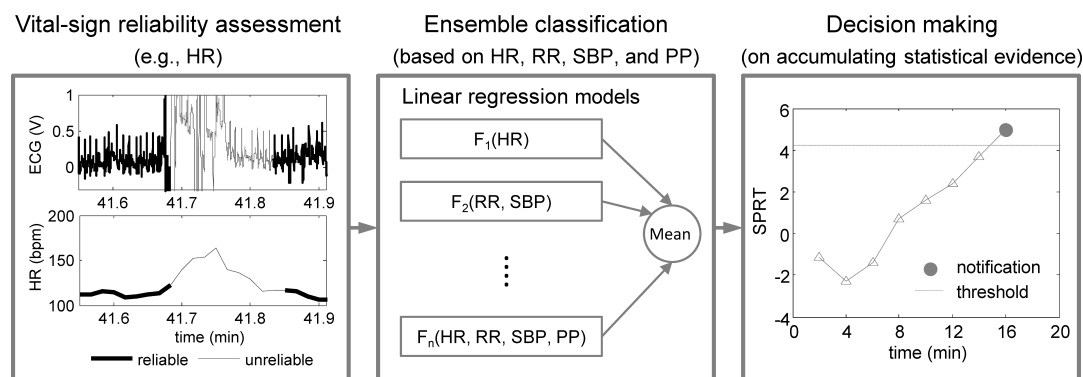 Vital-sign reliability assessment
(e.g., HR)
1
0.5
0
ECG (V)
41.6 41.7 41.8 41.9
200
150
100
HR (bpm)
41.6 41.7 41.8 41.9
time (min)
reliable unreliable
Ensemble classification
(based on HR, RR, SBP, and PP)
Linear regression models
F1(HR)
F2(RR, SBP)
Mean
Fn(HR, RR, SBP, PP)
Decision making
(on accumulating statistical evidence)
6
4
2
0
-2
-4
SPRT
notification
threshold
0 4 8 12 16 20
time (min)